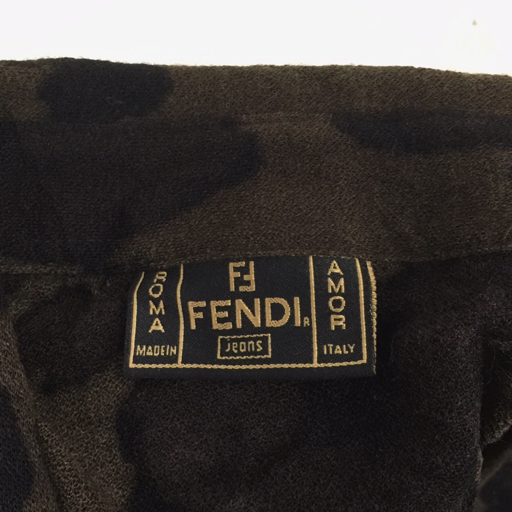 ROMA
FF
FENDI
R
AMOR
MADE IN
Jeans
ITALY